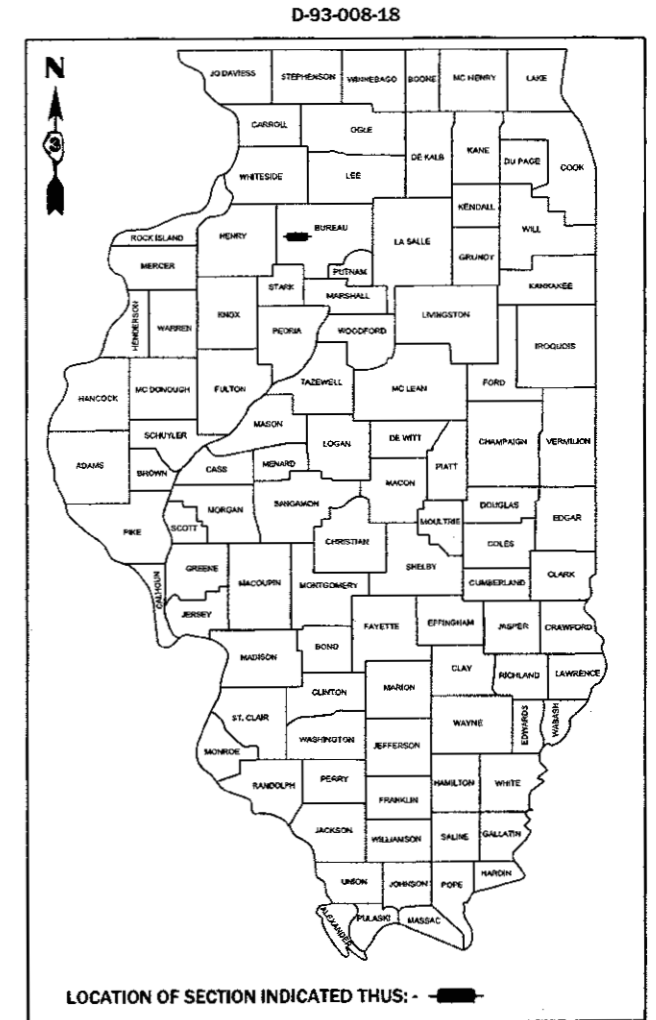 D-93-008-18
N
3
JO DAVIESS STEPHENSON WINNEBAGO BOONE MC HENRY LAKE
CARROLL OGLE
DE KALB KANE DU PAGE COOK
WHITESIDE LEE
KENDALL
ROCK ISLAND HENRY BUREAU LA SALLE WILL
MERCER PUTNAM GRUNDY
STARK MARSHALL KANKAKEE
HENDERSON WARREN KNOX PEORIA WOODFORD LIVINGSTON IROQUOIS
HANCOCK MC DONOUGH FULTON TAZEWELL MC LEAN FORD
MASON
SCHUYLER LOGAN DE WITT CHAMPAIGN VERMILION
ADAMS BROWN CASS MENARD MACON PIATT
PIKE SCOTT MORGAN SANGAMON MOULTRIE DOUGLAS EDGAR
CHRISTIAN COLES
CALHOUN GREENE MACOUPIN MONTGOMERY SHELBY CUMBERLAND CLARK
JERSEY
FAYETTE EFFINGHAM JASPER CRAWFORD
MADISON BOND
CLAY RICHLAND LAWRENCE
CLINTON MARION
ST. CLAIR WAYNE EDWARDS WABASH
MONROE WASHINGTON JEFFERSON
RANDOLPH PERRY HAMILTON WHITE
FRANKLIN
JACKSON WILLIAMSON SALINE GALLATIN
UNION JOHNSON POPE HARDIN
ALEXANDER PULASKI MASSAC
LOCATION OF SECTION INDICATED THUS: -